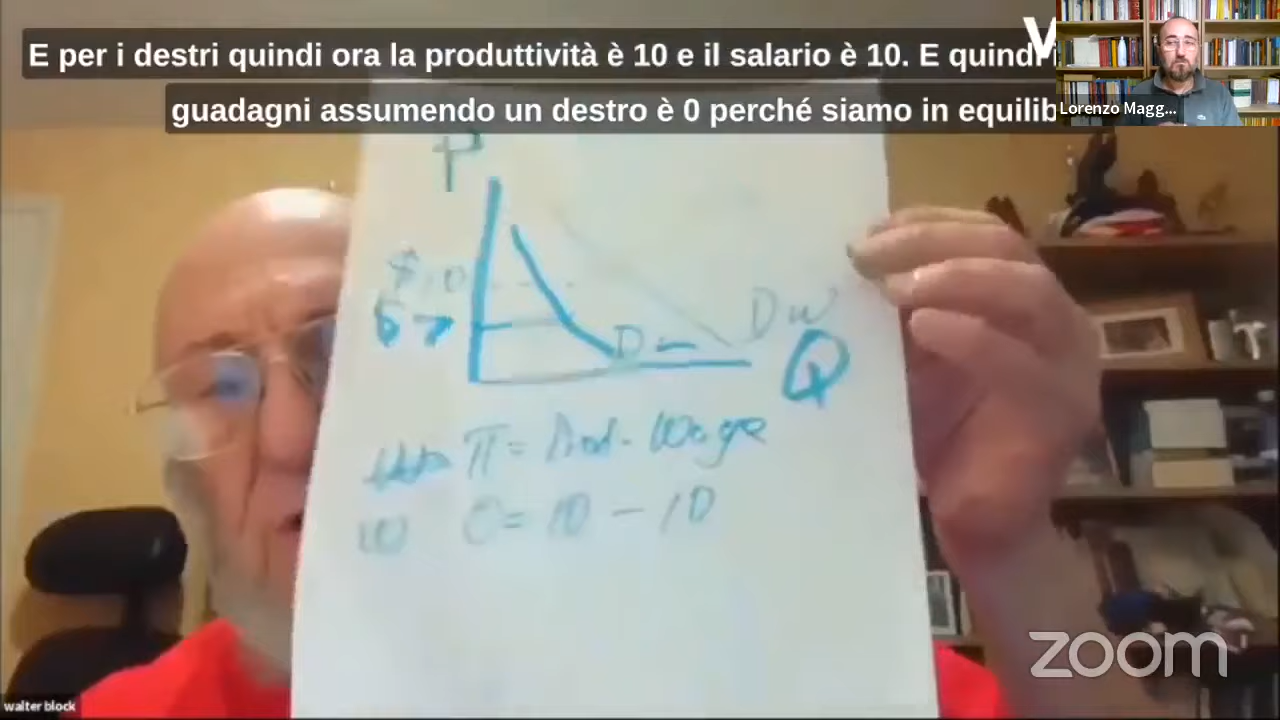 E per i destri quindi ora la produttività è 10 e il salario è 10. E quindi
guadagni assumendo un destro è 0 perché siamo in equilib
Lorenzo Magg...
P
$10
D
Dw
Q
π = Prod - Wage
0 = 10 - 10
zoom
walter block